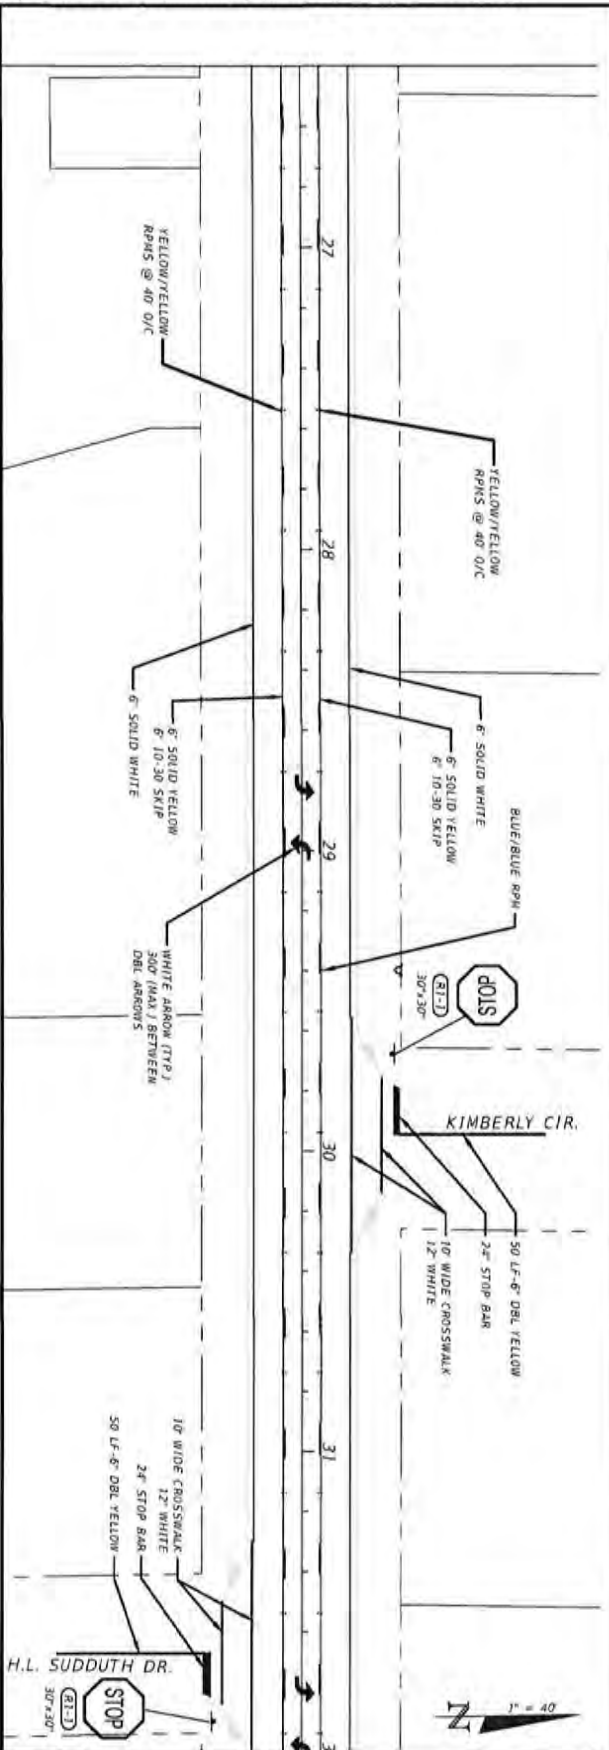 27
YELLOW/YELLOW
RPMS @ 40' O/C
YELLOW/YELLOW
RPMS @ 40' O/C
28
6" SOLID WHITE
6" SOLID YELLOW
6" 10-30 SKIP
6" SOLID WHITE
6" SOLID YELLOW
6" 10-30 SKIP
BLUE/BLUE RPM
29
WHITE ARROW (TYP.)
300' (MAX.) BETWEEN
DBL ARROWS
STOP
R1-1
30"x30"
KIMBERLY CIR.
30
50 LF-6" DBL YELLOW
24" STOP BAR
10' WIDE CROSSWALK
12" WHITE
31
10' WIDE CROSSWALK
12" WHITE
24" STOP BAR
50 LF-6" DBL YELLOW
H.L. SUDDUTH DR.
STOP
R1-1
30"x30"
N
1" = 40'